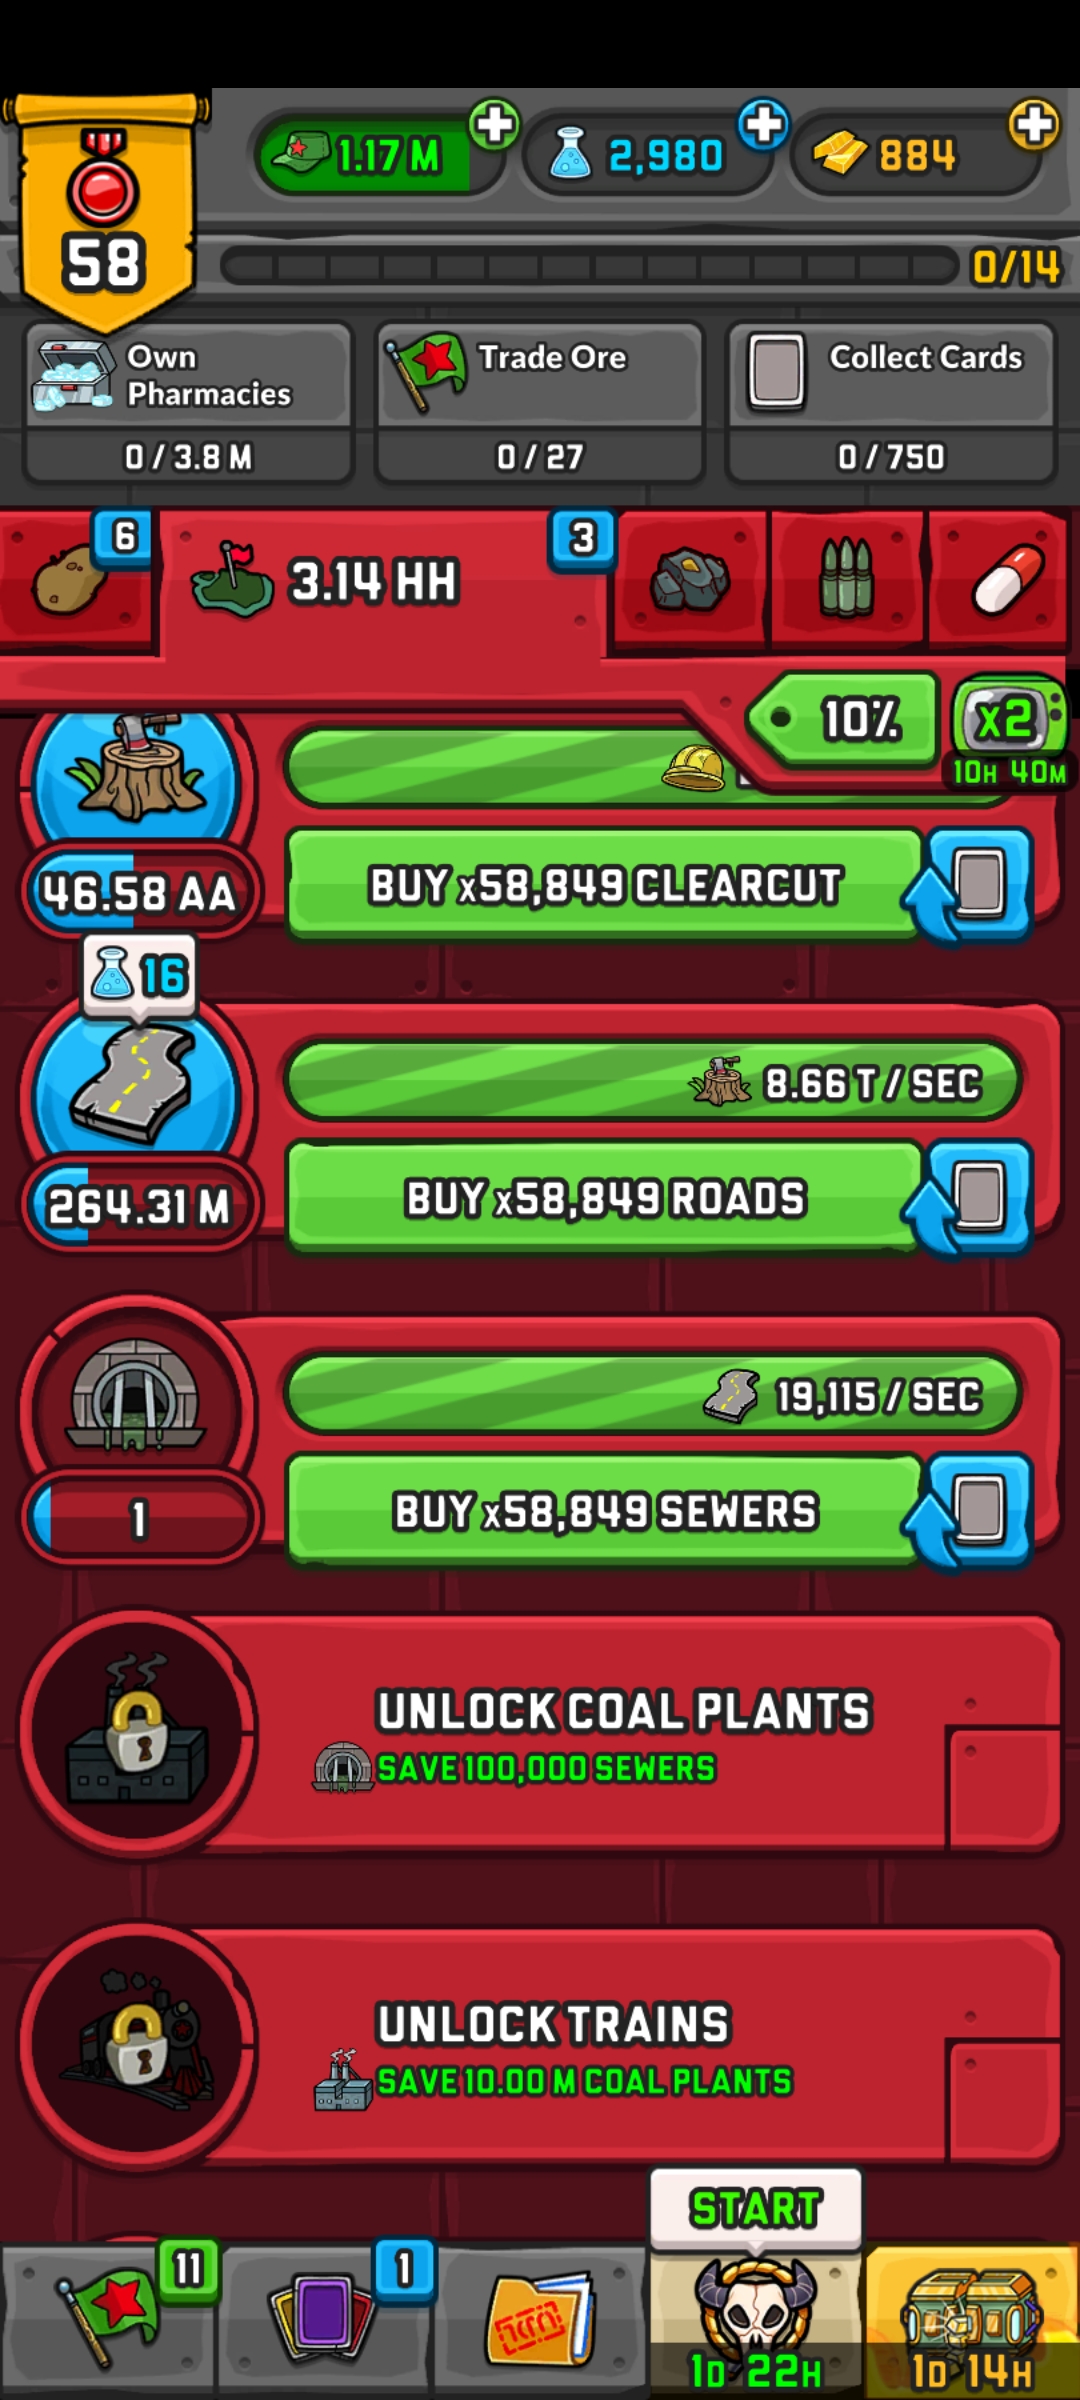 58
1.17 M
2,980
884
0/14
Own
Pharmacies
0 / 3.8 M
Trade Ore
0 / 27
Collect Cards
0 / 750
6
3.14 HH
3
10%
x2
10H 40M
46.58 AA
BUY x58,849 CLEARCUT
16
8.66 T / SEC
264.31 M
BUY x58,849 ROADS
19,115 / SEC
1
BUY x58,849 SEWERS
UNLOCK COAL PLANTS
SAVE 100,000 SEWERS
UNLOCK TRAINS
SAVE 10.00 M COAL PLANTS
START
11
1
1D 22H
1D 14H